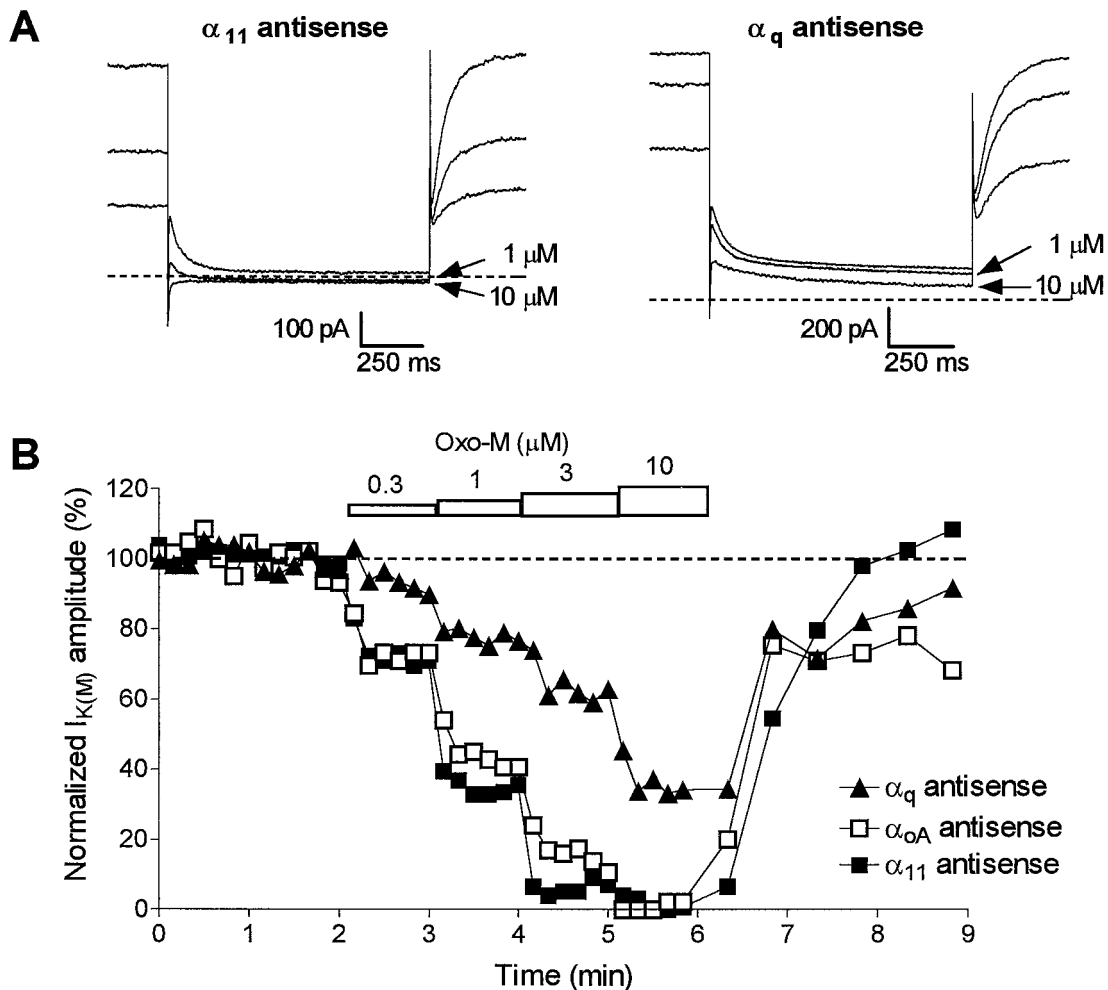 A
α11 antisense
αq antisense
1 μM
10 μM
100 pA
250 ms
1 μM
10 μM
200 pA
250 ms
B
Oxo-M (μM)
0.3
1
3
10
Normalized IK(M) amplitude (%)
120
100
80
60
40
20
0
αq antisense
αoA antisense
α11 antisense
0 1 2 3 4 5 6 7 8 9
Time (min)